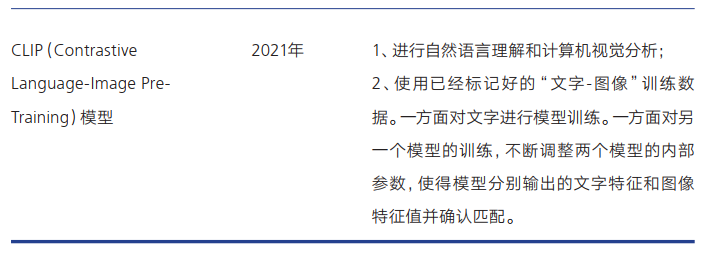 CLIP（Contrastive
Language-Image Pre-
Training）模型
2021年
1、进行自然语言理解和计算机视觉分析；
2、使用已经标记好的“文字-图像”训练数
据。一方面对文字进行模型训练。一方面对另
一个模型的训练，不断调整两个模型的内部
参数，使得模型分别输出的文字特征和图像
特征值并确认匹配。